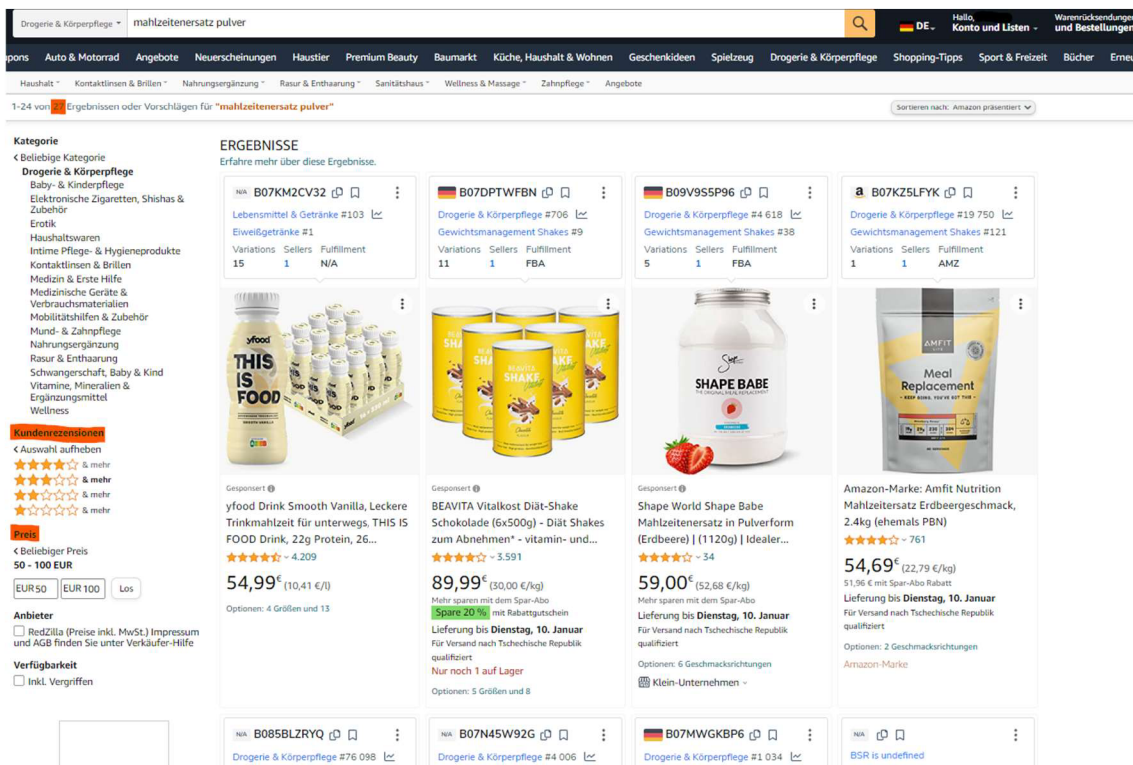 Drogerie & Körperpflege
mahlzeitenersatz pulver
DE
Hallo,
Konto und Listen
Warenrücksendungen
und Bestellungen
pons Auto & Motorrad Angebote Neuerscheinungen Haustier Premium Beauty Baumarkt Küche, Haushalt & Wohnen Geschenkideen Spielzeug Drogerie & Körperpflege Shopping-Tipps Sport & Freizeit Bücher Erneu
Haushalt Kontaktlinsen & Brillen Nahrungsergänzung Rasur & Enthaarung Sanitätshaus Wellness & Massage Zahnpflege Angebote
1-24 von 27 Ergebnissen oder Vorschlägen für "mahlzeitenersatz pulver"
Sortieren nach: Amazon präsentiert
Kategorie
Beliebige Kategorie
Drogerie & Körperpflege
Baby- & Kinderpflege
Elektronische Zigaretten, Shishas &
Zubehör
Erotik
Haushaltswaren
Intime Pflege- & Hygieneprodukte
Kontaktlinsen & Brillen
Medizin & Erste Hilfe
Medizinische Geräte &
Verbrauchsmaterialien
Mobilitätshilfen & Zubehör
Mund- & Zahnpflege
Nahrungsergänzung
Rasur & Enthaarung
Schwangerschaft, Baby & Kind
Vitamine, Mineralien &
Ergänzungsmittel
Wellness
Kundenrezensionen
Auswahl aufheben
& mehr
& mehr
& mehr
& mehr
Preis
Beliebiger Preis
50 - 100 EUR
EUR 50 EUR 100 Los
Anbieter
RedZilla (Preise inkl. MwSt.) Impressum
und AGB finden Sie unter Verkäufer-Hilfe
Verfügbarkeit
Inkl. Vergriffen
ERGEBNISSE
Erfahre mehr über diese Ergebnisse.
N/A B07KM2CV32
Lebensmittel & Getränke #103
Eiweißgetränke #1
Variations Sellers Fulfillment
15 1 N/A
yfood
THIS
IS
FOOD
Gesponsert
yfood Drink Smooth Vanilla, Leckere
Trinkmahlzeit für unterwegs, THIS IS
FOOD Drink, 22g Protein, 26...
4.209
54,99€ (10,41 €/l)
Optionen: 4 Größen und 13
B07DPTWFBN
Drogerie & Körperpflege #706
Gewichtsmanagement Shakes #9
Variations Sellers Fulfillment
11 1 FBA
BEAVITA
SHAKE
Gesponsert
BEAVITA Vitalkost Diät-Shake
Schokolade (6x500g) - Diät Shakes
zum Abnehmen* - vitamin- und...
3.591
89,99€ (30,00 €/kg)
Mehr sparen mit dem Spar-Abo
Spare 20 % mit Rabattgutschein
Lieferung bis Dienstag, 10. Januar
Für Versand nach Tschechische Republik
qualifiziert
Nur noch 1 auf Lager
Optionen: 5 Größen und 8
B09V9S5P96
Drogerie & Körperpflege #4 618
Gewichtsmanagement Shakes #38
Variations Sellers Fulfillment
5 1 FBA
Shape
SHAPE BABE
THE ORIGINAL MEAL REPLACEMENT
Gesponsert
Shape World Shape Babe
Mahlzeitenersatz in Pulverform
(Erdbeere) | (1120g) | Idealer...
34
59,00€ (52,68 €/kg)
Mehr sparen mit dem Spar-Abo
Lieferung bis Dienstag, 10. Januar
Für Versand nach Tschechische Republik
qualifiziert
Optionen: 6 Geschmacksrichtungen
Klein-Unternehmen
a B07KZ5LFYK
Drogerie & Körperpflege #19 750
Gewichtsmanagement Shakes #121
Variations Sellers Fulfillment
1 1 AMZ
AMFIT
Meal
Replacement
- KEEP GOING, YOU'VE GOT THIS -
Amazon-Marke: Amfit Nutrition
Mahlzeitersatz Erdbeergeschmack,
2.4kg (ehemals PBN)
761
54,69€ (22,79 €/kg)
51,96 € mit Spar-Abo Rabatt
Lieferung bis Dienstag, 10. Januar
Für Versand nach Tschechische Republik
qualifiziert
Optionen: 2 Geschmacksrichtungen
Amazon-Marke
N/A B085BLZRYQ
Drogerie & Körperpflege #76 098
N/A B07N45W92G
Drogerie & Körperpflege #4 006
B07MWGKBP6
Drogerie & Körperpflege #1 034
N/A
BSR is undefined